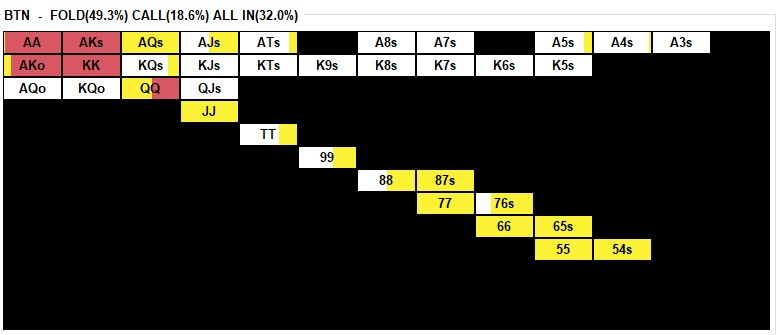 BTN - FOLD(49.3%) CALL(18.6%) ALL IN(32.0%)
AA AKs AQs AJs ATs A8s A7s A5s A4s A3s
AKo KK KQs KJs KTs K9s K8s K7s K6s K5s
AQo KQo QQ QJs
JJ
TT
99
88 87s
77 76s
66 65s
55 54s